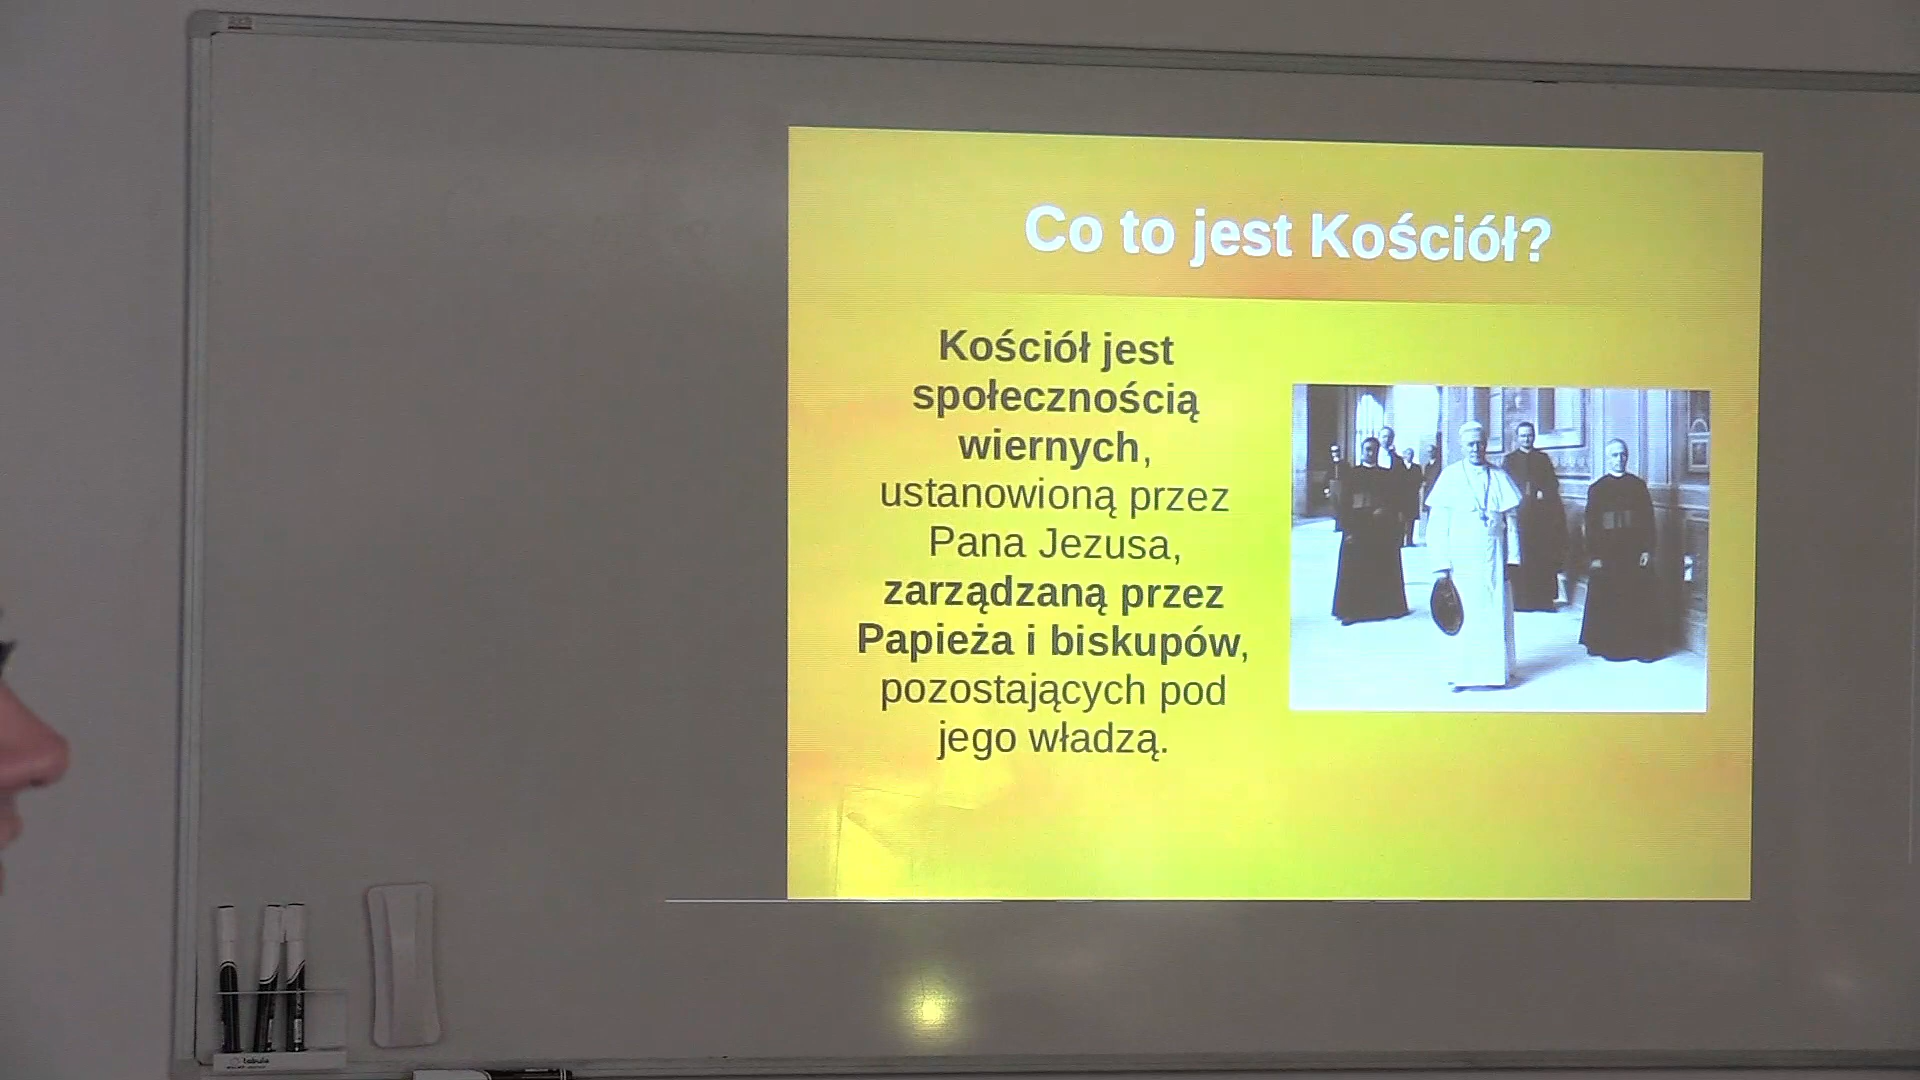 Co to jest Kościół?
Kościół jest
społecznością
wiernych,
ustanowioną przez
Pana Jezusa,
zarządzaną przez
Papieża i biskupów,
pozostających pod
jego władzą.
tabula